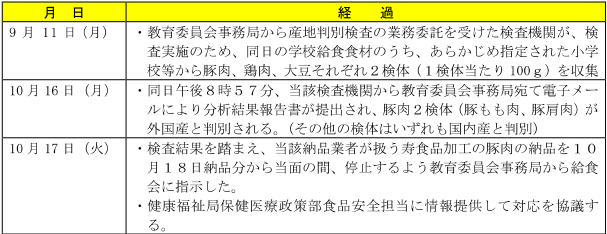 月　日　経　過
９月 11 日（月）　・教育委員会事務局から産地判別検査の業務委託を受けた検査機関が、検
査実施のため、同日の学校給食食材のうち、あらかじめ指定された小学
校等から豚肉、鶏肉、大豆それぞれ２検体（１検体当たり 100ｇ）を収集
10 月 16 日（月）　・同日午後８時５７分、当該検査機関から教育委員会事務局宛て電子メー
ルにより分析結果報告書が提出され、豚肉２検体（豚もも肉、豚肩肉）が
外国産と判別される。（その他の検体はいずれも国内産と判別）
10 月 17 日（火）　・検査結果を踏まえ、当該納品業者が扱う寿食品加工の豚肉の納品を１０
月１８日納品分から当面の間、停止するよう教育委員会事務局から給食
会に指示した。
・健康福祉局保健医療政策部食品安全担当に情報提供して対応を協議す
る。